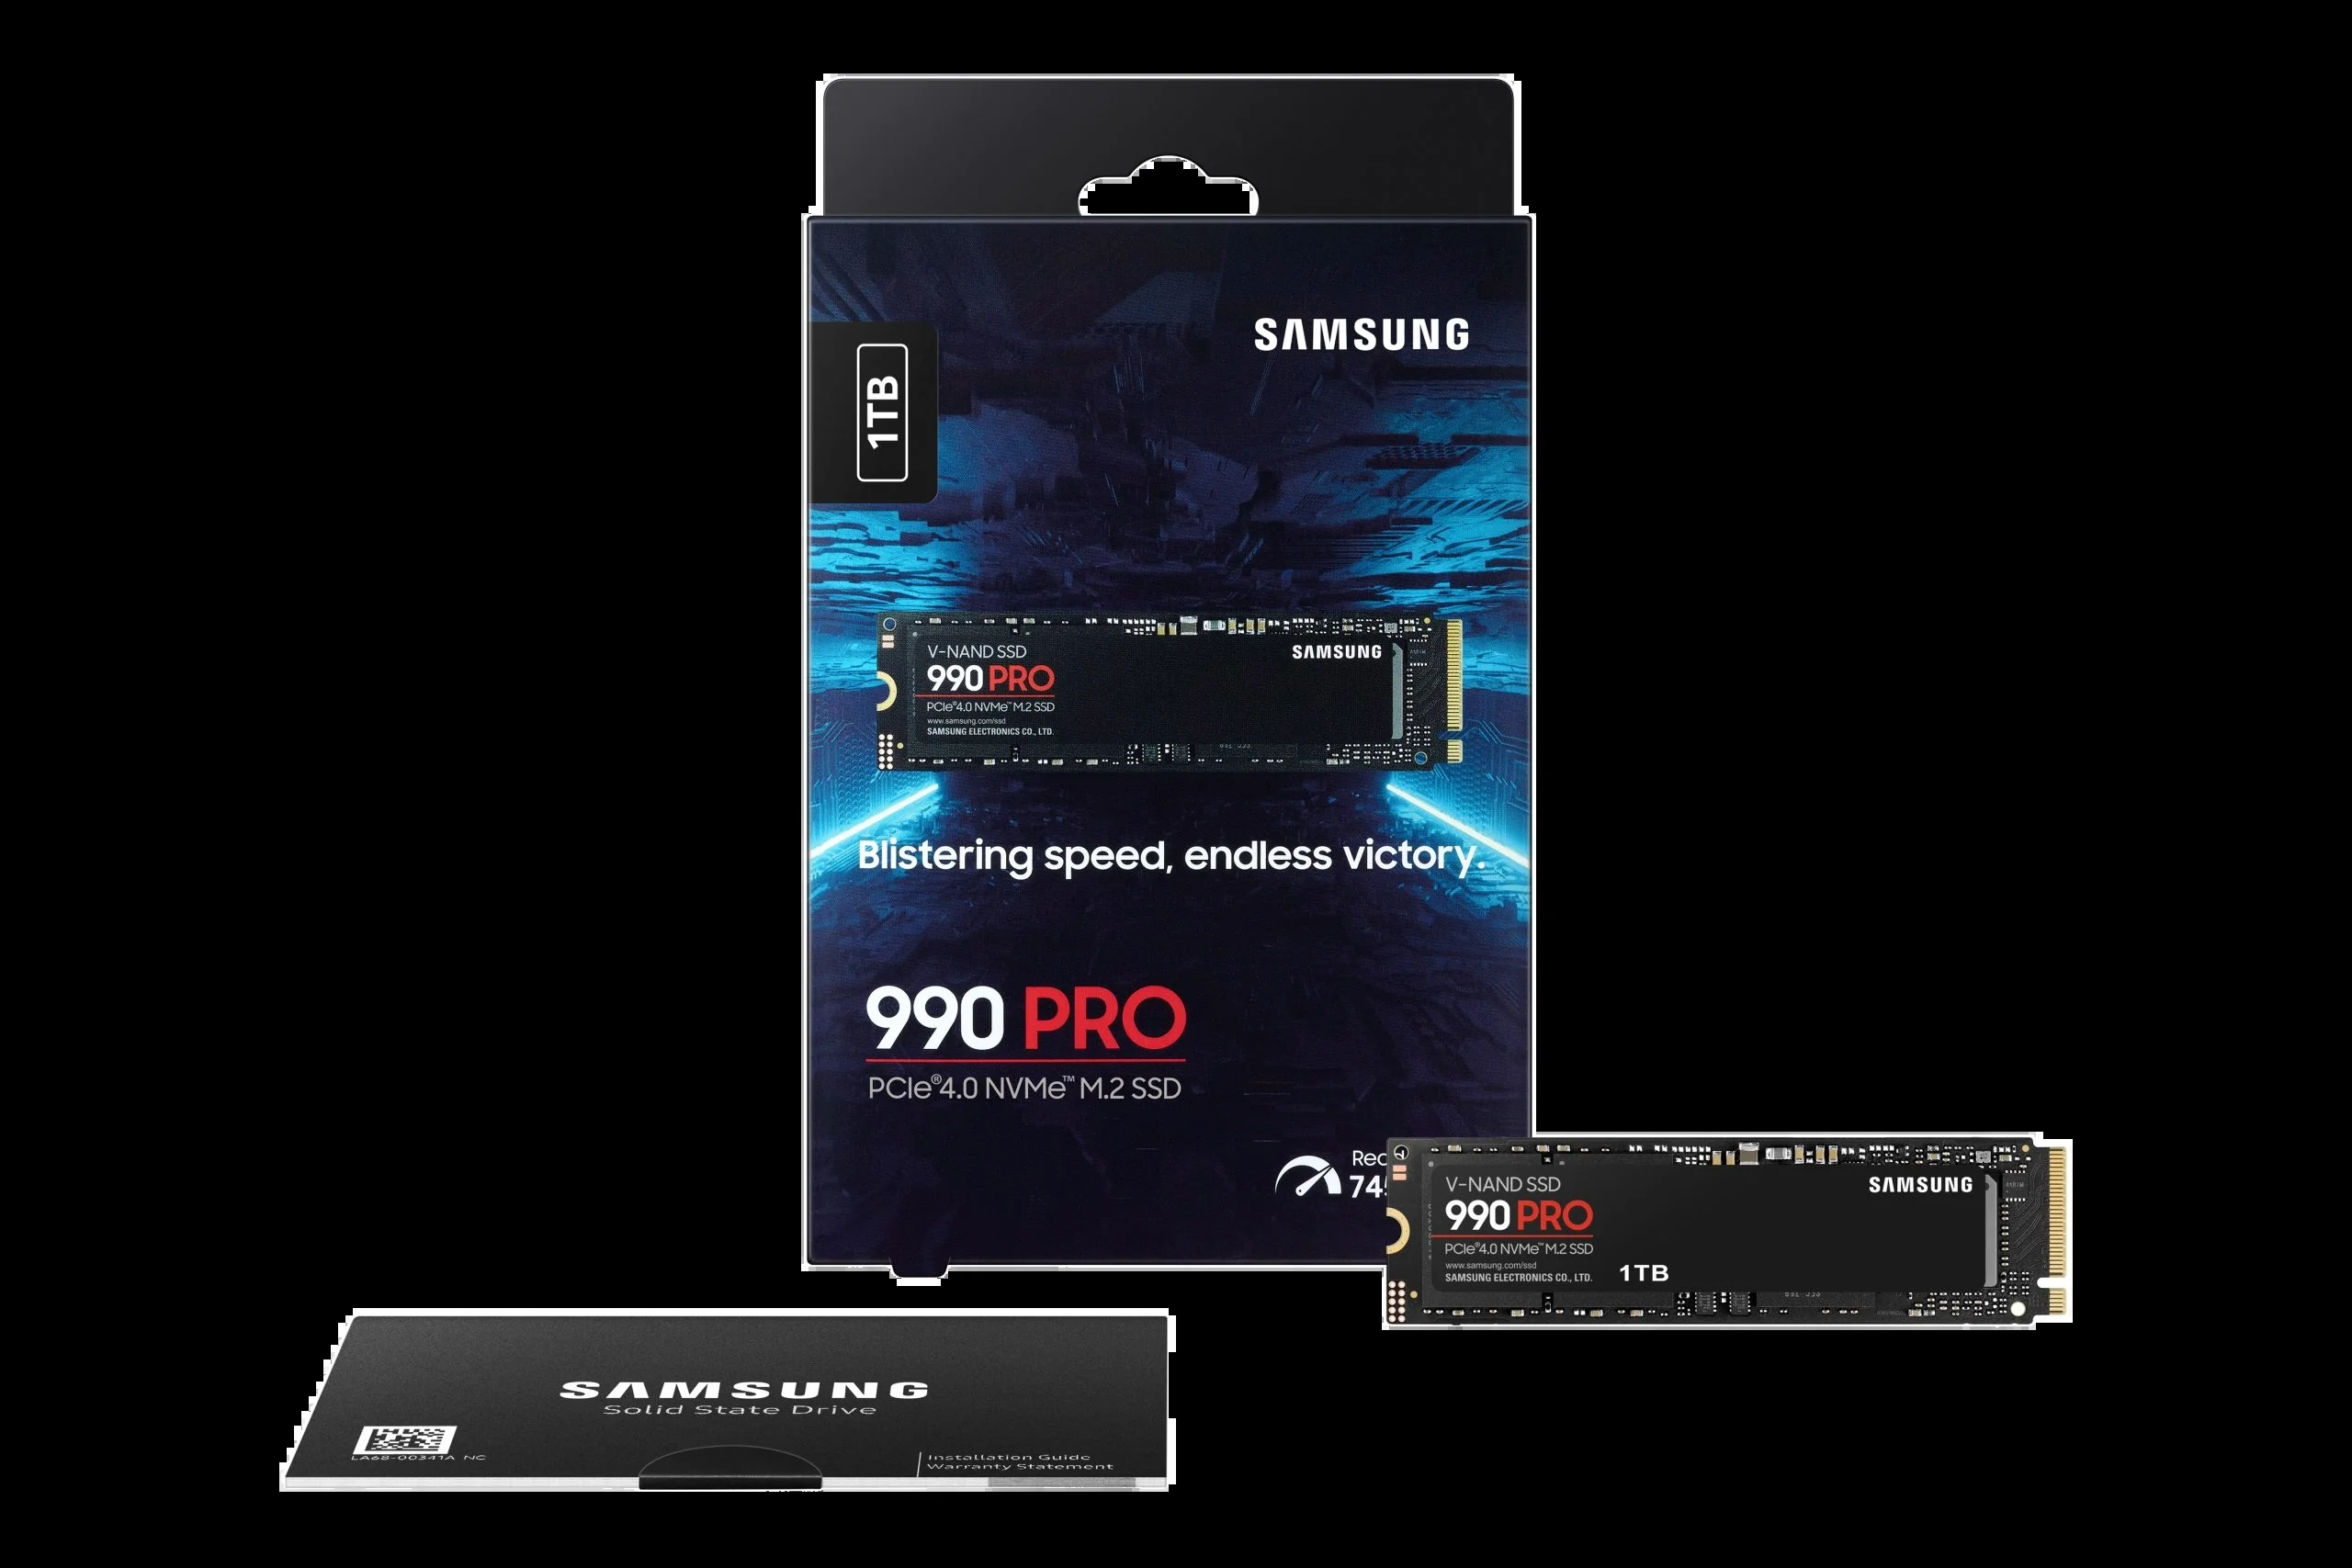 SAMSUNG
1TB
V-NAND SSD
SAMSUNG
990 PRO
PCIe®4.0 NVMe™ M.2 SSD
www.samsung.com/ssd
SAMSUNG ELECTRONICS CO., LTD.
Blistering speed, endless victory.
990 PRO
PCIe®4.0 NVMe™ M.2 SSD
V-NAND SSD
SAMSUNG
990 PRO
PCIe®4.0 NVMe™ M.2 SSD
www.samsung.com/ssd
SAMSUNG ELECTRONICS CO., LTD.
1TB
SAMSUNG
Solid State Drive
LA68-00341A NC
Installation Guide
Warranty Statement